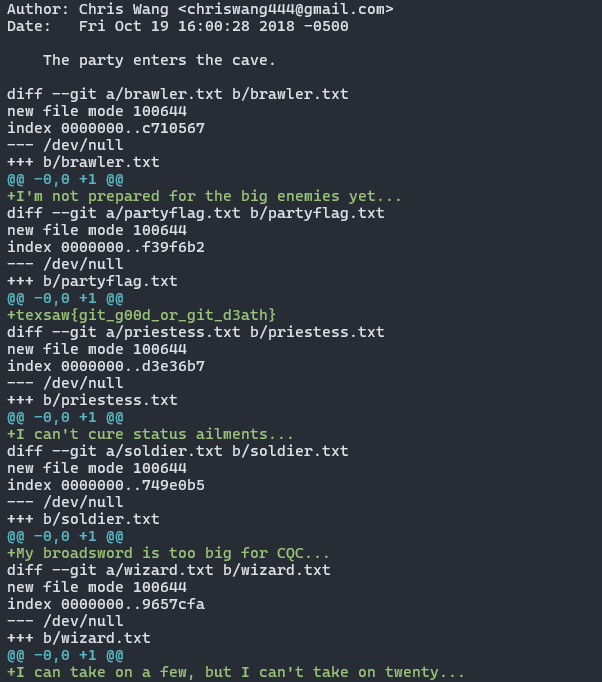 Author: Chris Wang <chriswang444@gmail.com>
Date:   Fri Oct 19 16:00:28 2018 -0500
    The party enters the cave.
diff --git a/brawler.txt b/brawler.txt
new file mode 100644
index 0000000..c710567
--- /dev/null
+++ b/brawler.txt
@@ -0,0 +1 @@
+I'm not prepared for the big enemies yet...
diff --git a/partyflag.txt b/partyflag.txt
new file mode 100644
index 0000000..f39f6b2
--- /dev/null
+++ b/partyflag.txt
@@ -0,0 +1 @@
+texsaw{git_g00d_or_git_d3ath}
diff --git a/priestess.txt b/priestess.txt
new file mode 100644
index 0000000..d3e36b7
--- /dev/null
+++ b/priestess.txt
@@ -0,0 +1 @@
+I can't cure status ailments...
diff --git a/soldier.txt b/soldier.txt
new file mode 100644
index 0000000..749e0b5
--- /dev/null
+++ b/soldier.txt
@@ -0,0 +1 @@
+My broadsword is too big for CQC...
diff --git a/wizard.txt b/wizard.txt
new file mode 100644
index 0000000..9657cfa
--- /dev/null
+++ b/wizard.txt
@@ -0,0 +1 @@
+I can take on a few, but I can't take on twenty...